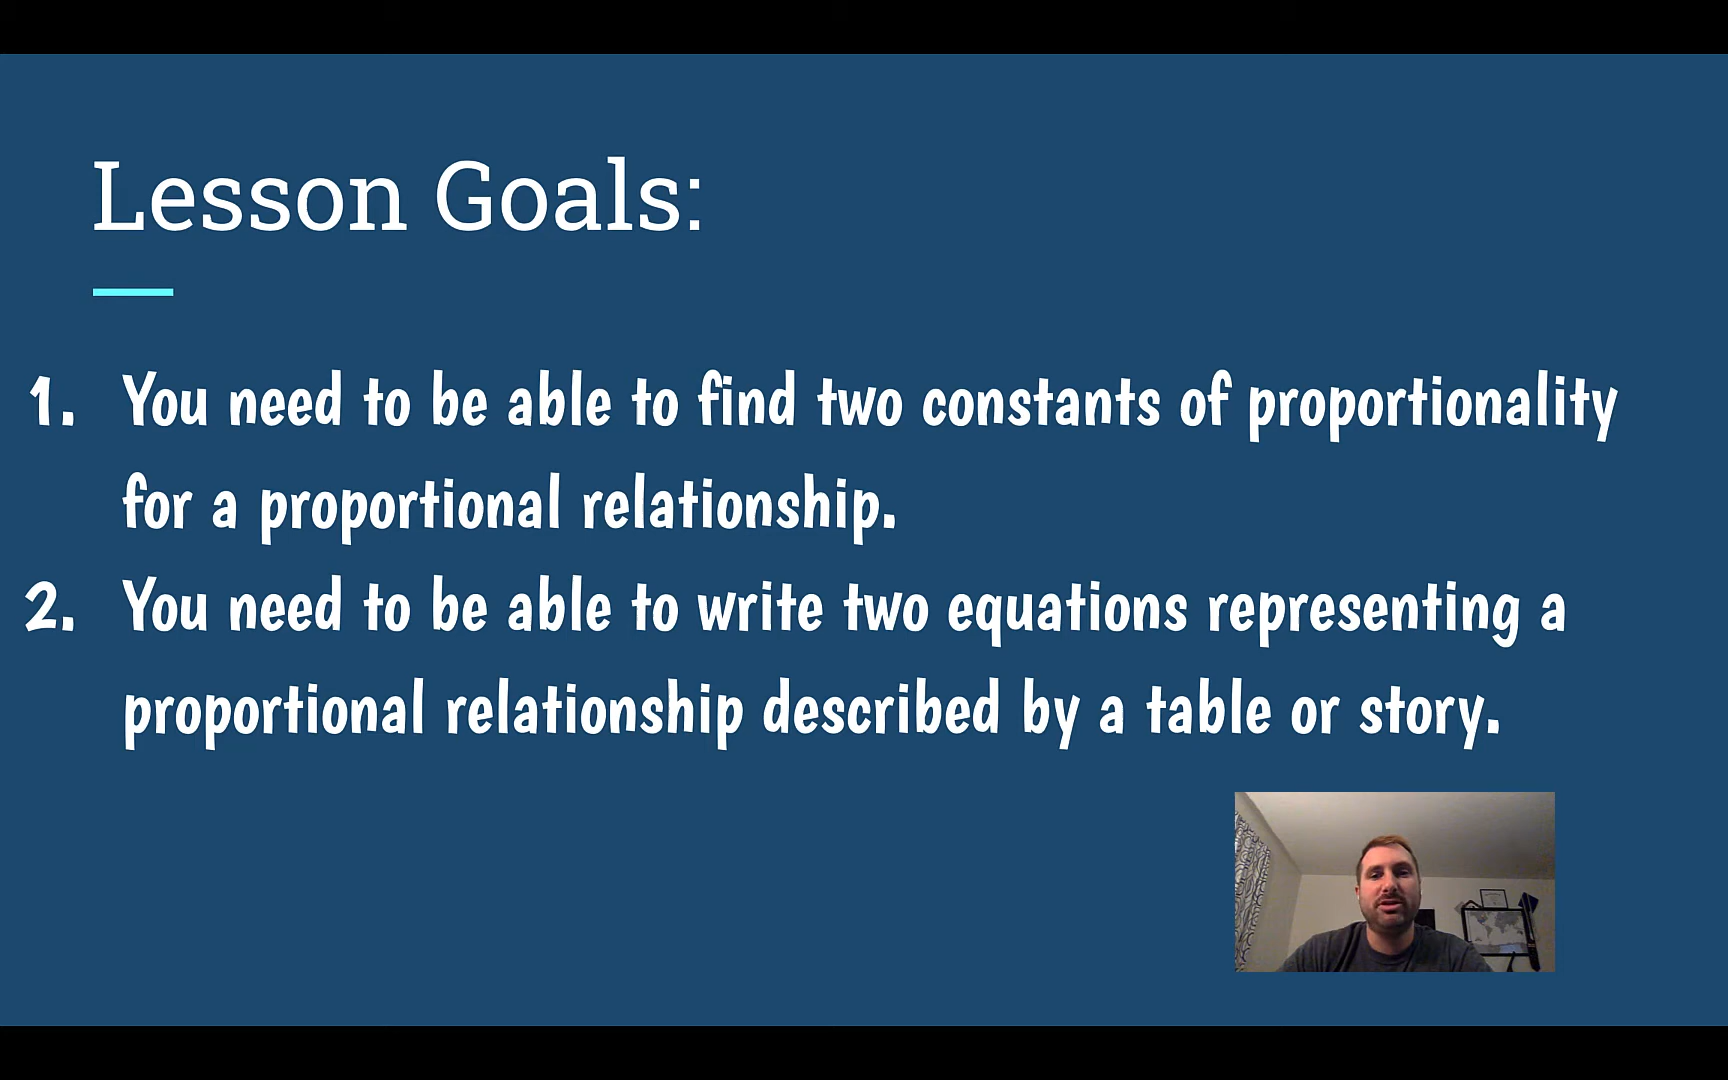 Lesson Goals:
1. You need to be able to find two constants of proportionality
for a proportional relationship.
2. You need to be able to write two equations representing a
proportional relationship described by a table or story.